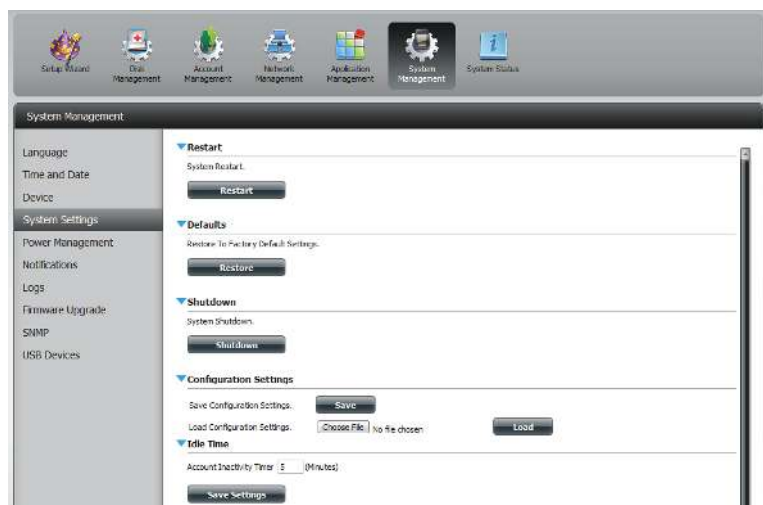 Setup Wizard
Disk Management
Account Management
Network Management
Application Management
System Management
System Status
System Management
Language
Time and Date
Device
System Settings
Power Management
Notifications
Logs
Firmware Upgrade
SNMP
USB Devices
Restart
System Restart.
Restart
Defaults
Restore To Factory Default Settings.
Restore
Shutdown
System Shutdown.
Shutdown
Configuration Settings
Save Configuration Settings. Save
Load Configuration Settings. Choose File No file chosen Load
Idle Time
Account Inactivity Timer 5 (Minutes)
Save Settings